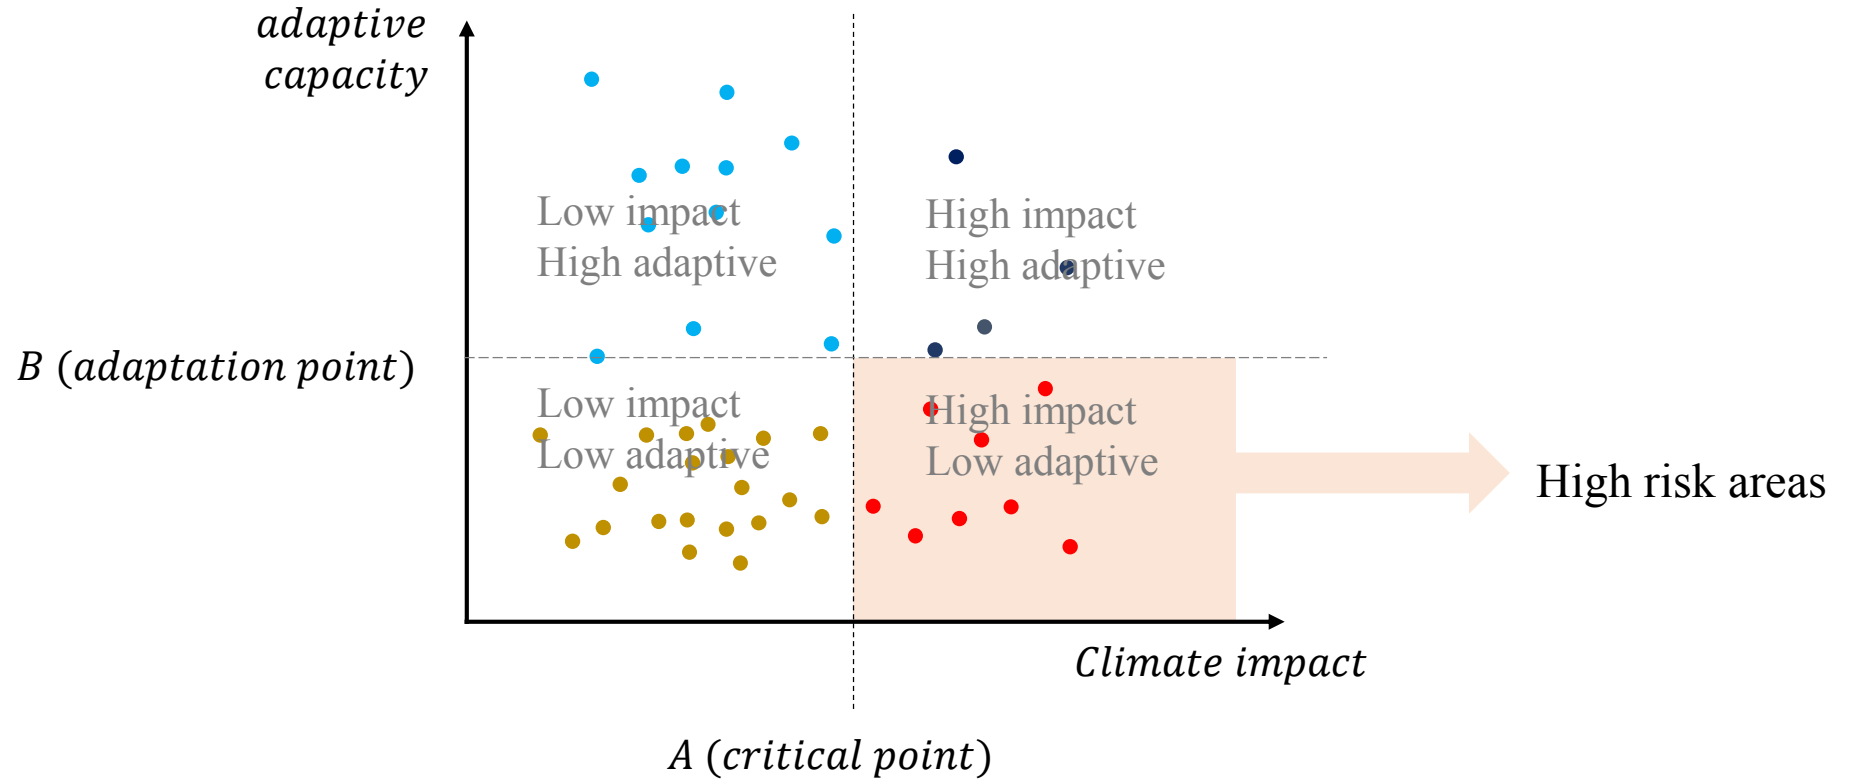 adaptive
capacity
Low impact
High adaptive
High impact
High adaptive
B (adaptation point)
Low impact
Low adaptive
High impact
Low adaptive
High risk areas
Climate impact
A (critical point)